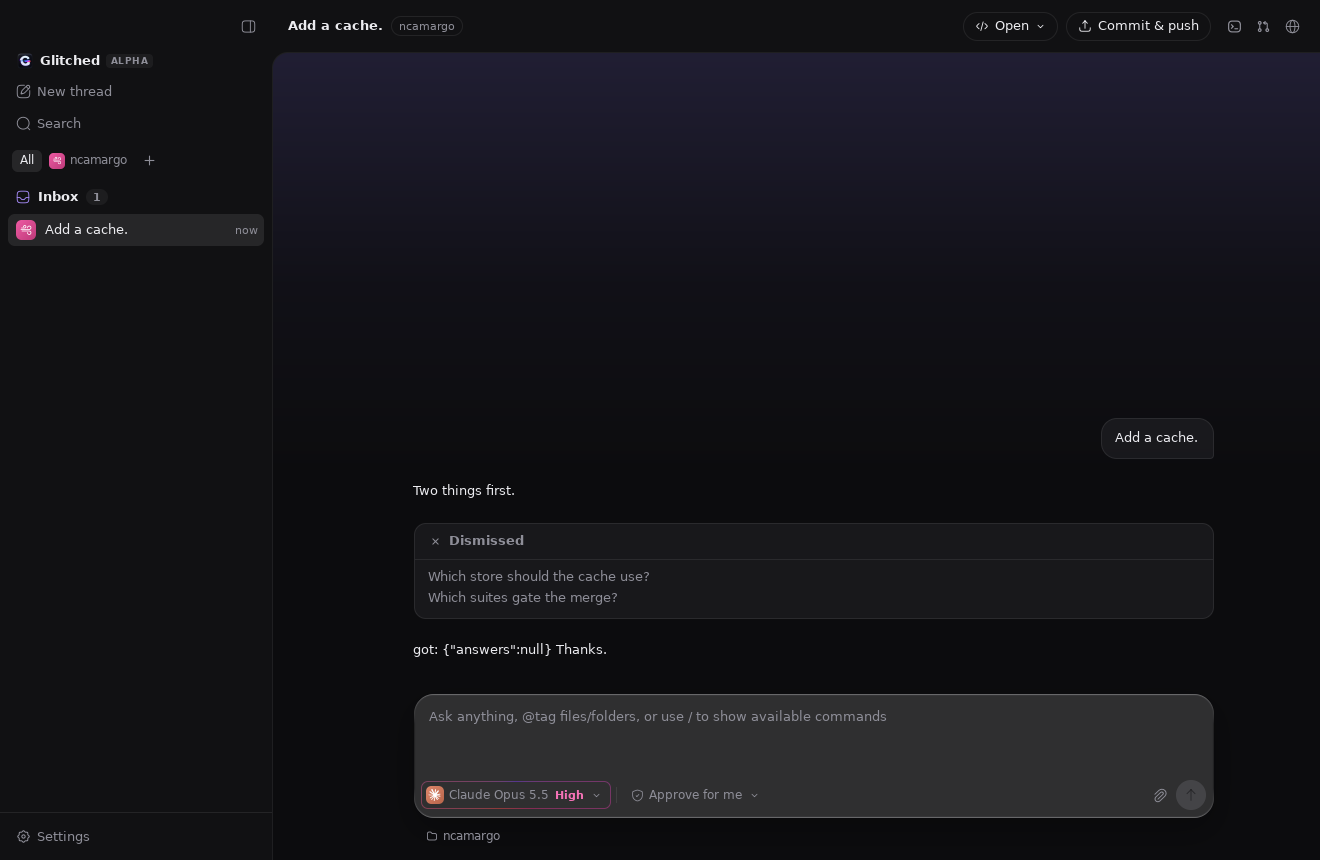 Add a cache.
ncamargo
Open
Commit & push
Glitched
ALPHA
New thread
Search
All
ncamargo
Inbox
1
Add a cache.
now
Add a cache.
Two things first.
Dismissed
Which store should the cache use?
Which suites gate the merge?
got: {"answers":null} Thanks.
Ask anything, @tag files/folders, or use / to show available commands
Claude Opus 5.5 High
Approve for me
ncamargo
Settings